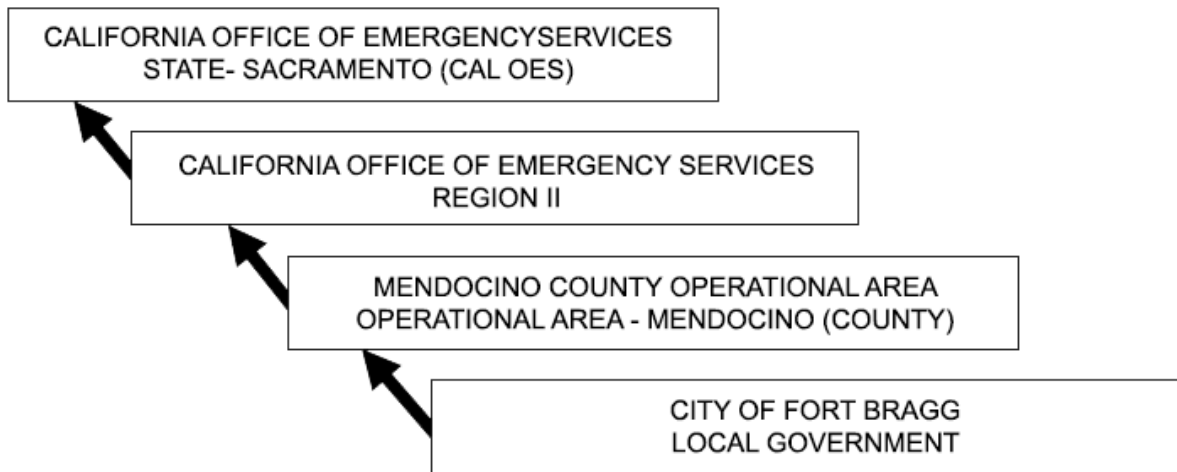 CALIFORNIA OFFICE OF EMERGENCYSERVICES
STATE- SACRAMENTO (CAL OES)
CALIFORNIA OFFICE OF EMERGENCY SERVICES
REGION II
MENDOCINO COUNTY OPERATIONAL AREA
OPERATIONAL AREA - MENDOCINO (COUNTY)
CITY OF FORT BRAGG
LOCAL GOVERNMENT